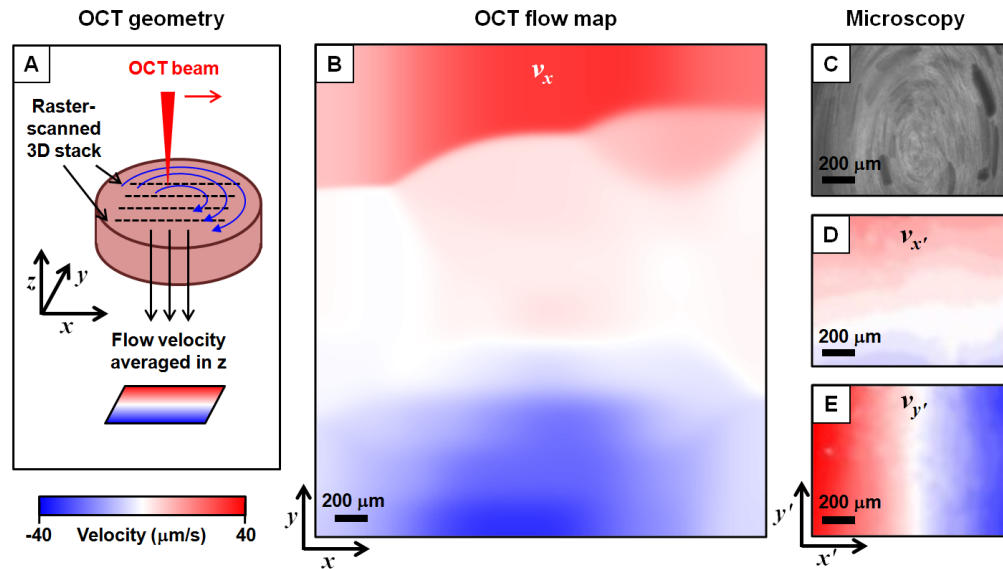 OCT geometry
OCT flow map
Microscopy
A
OCT beam
Raster-
scanned
3D stack
z
y
x
Flow velocity
averaged in z
-40
Velocity (μm/s)
40
B
vx
200 μm
y
x
C
200 μm
D
vx′
200 μm
E
vy′
200 μm
y′
x′